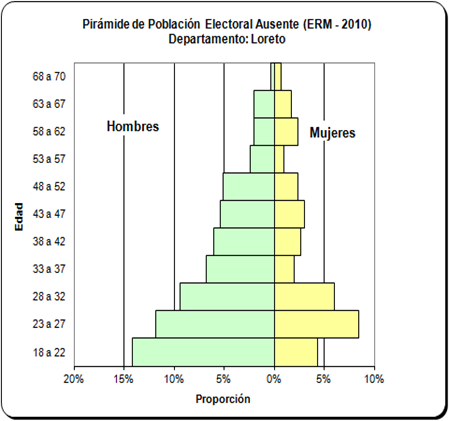 Pirámide de Población Electoral Ausente (ERM - 2010)
Departamento: Loreto
Hombres
Mujeres
Edad
68 a 70
63 a 67
58 a 62
53 a 57
48 a 52
43 a 47
38 a 42
33 a 37
28 a 32
23 a 27
18 a 22
20% 15% 10% 5% 0% 5% 10%
Proporción